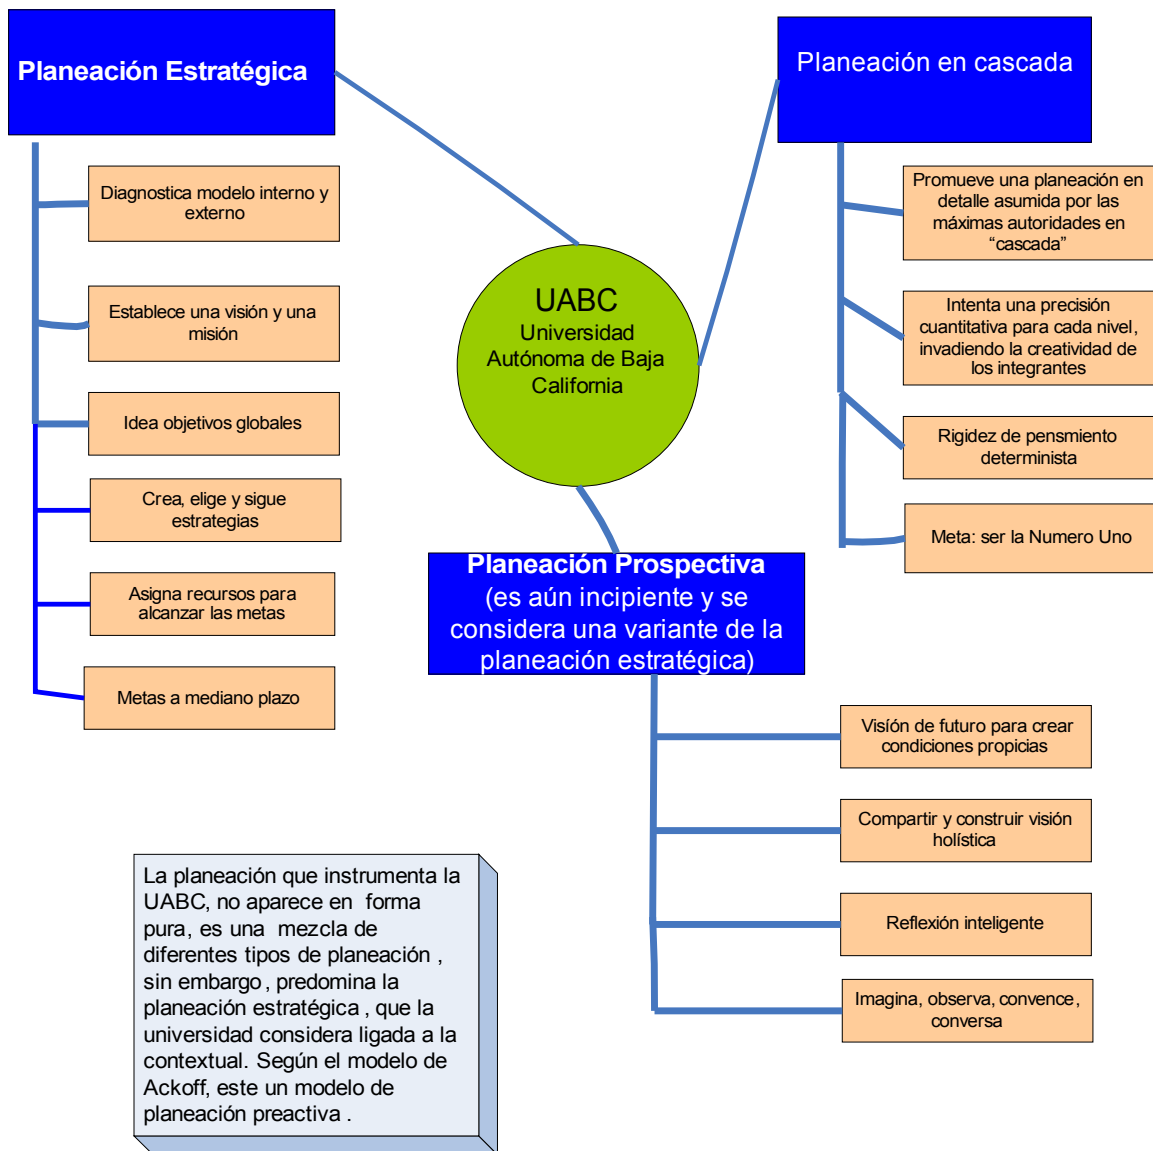 Planeación Estratégica
Diagnostica modelo interno y
externo
Establece una visión y una
misión
Idea objetivos globales
Crea, elige y sigue
estrategias
Asigna recursos para
alcanzar las metas
Metas a mediano plazo
UABC
Universidad
Autónoma de Baja
California
Planeación en cascada
Promueve una planeación en
detalle asumida por las
máximas autoridades en
“cascada”
Intenta una precisión
cuantitativa para cada nivel,
invadiendo la creatividad de
los integrantes
Rigidez de pensmiento
determinista
Meta: ser la Numero Uno
Planeación Prospectiva
(es aún incipiente y se
considera una variante de la
planeación estratégica)
Visíón de futuro para crear
condiciones propicias
Compartir y construir visión
holística
Reflexión inteligente
Imagina, observa, convence,
conversa
La planeación que instrumenta la
UABC, no aparece en forma
pura, es una mezcla de
diferentes tipos de planeación ,
sin embargo , predomina la
planeación estratégica , que la
universidad considera ligada a la
contextual. Según el modelo de
Ackoff, este un modelo de
planeación preactiva .